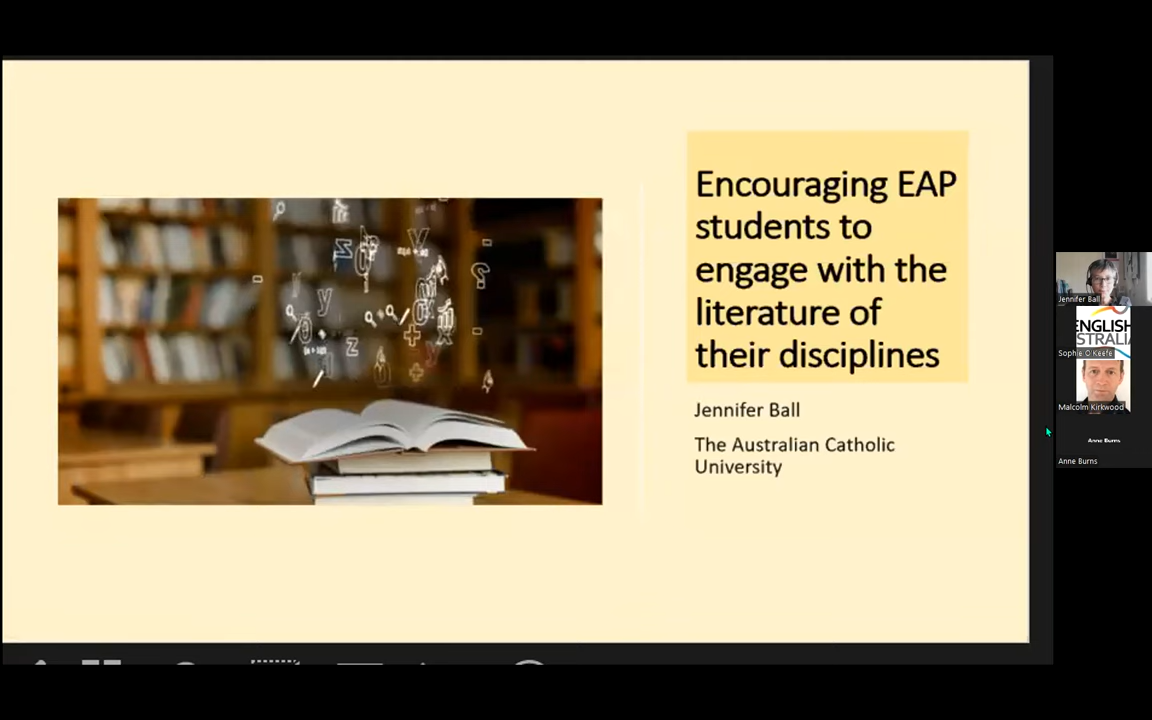 Encouraging EAP
students to
engage with the
literature of
their disciplines
Jennifer Ball
The Australian Catholic
University
Jennifer Ball
ENGLISH
STRALIA
Sophie O Keefe
Malcolm Kirkwood
Anne Burns
Anne Burns